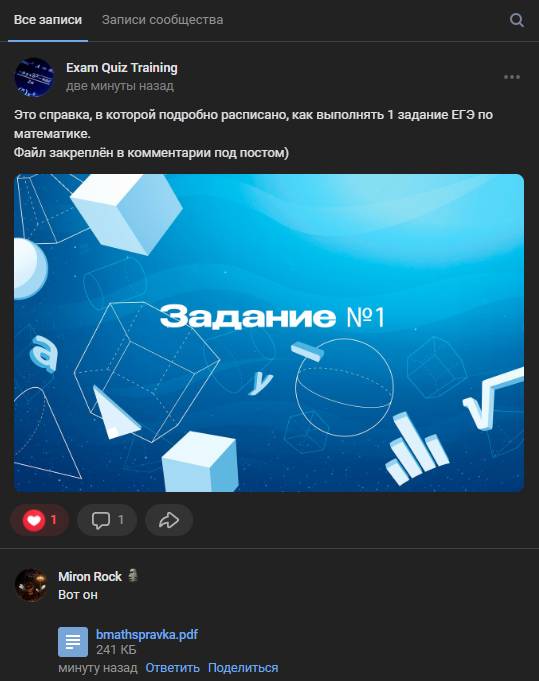 Все записи Записи сообщества
Exam Quiz Training
две минуты назад
Это справка, в которой подробно расписано, как выполнять 1 задание ЕГЭ по
математике.
Файл закреплён в комментарии под постом)
Задание №1
a
y
1 1
Miron Rock
Вот он
bmathspravka.pdf
241 КБ
минуту назад Ответить Поделиться